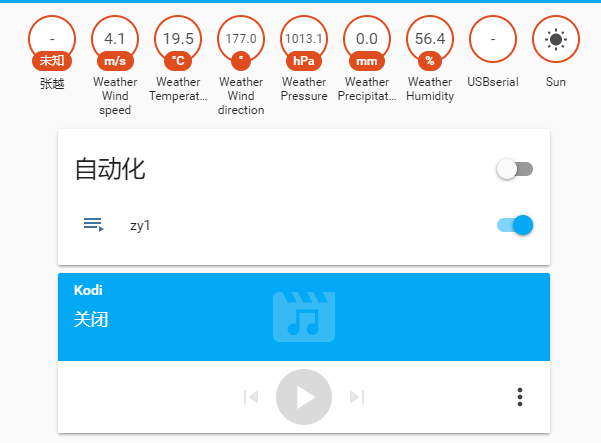 -
未知
张越
4.1
m/s
Weather
Wind
speed
19.5
°C
Weather
Temperat...
177.0
°
Weather
Wind
direction
1013.1
hPa
Weather
Pressure
0.0
mm
Weather
Precipitat...
56.4
%
Weather
Humidity
-
USBserial
Sun
自动化
zy1
Kodi
关闭